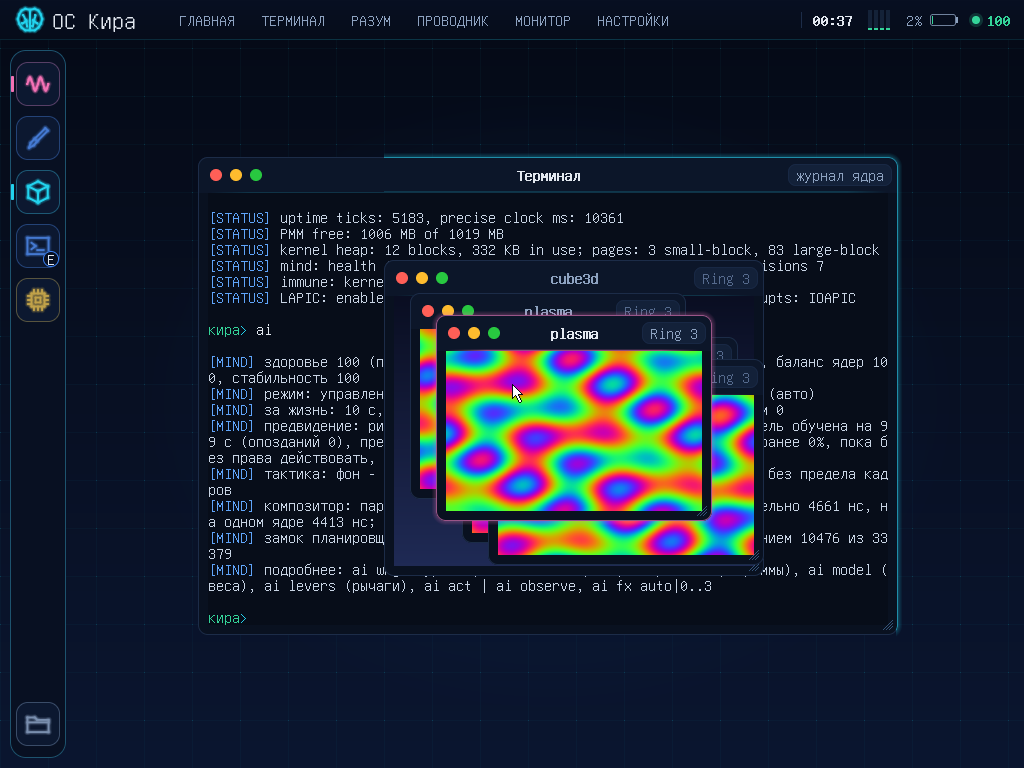 ОС Кира ГЛАВНАЯ ТЕРМИНАЛ РАЗУМ ПРОВОДНИК МОНИТОР НАСТРОЙКИ 00:37 2% 100
Терминал журнал ядра
[STATUS] uptime ticks: 5183, precise clock ms: 10361
[STATUS] PMM free: 1006 MB of 1019 MB
[STATUS] kernel heap: 12 blocks, 332 KB in use; pages: 3 small-block, 83 large-block
[STATUS] mind: health isions 7
[STATUS] immune: kerne
[STATUS] LAPIC: enable upts: IOAPIC
cube3d Ring 3
plasma Ring 3
plasma Ring 3
3
ing 3
E
кира> ai
[MIND] здоровье 100 (п баланс ядер 10
0, стабильность 100
[MIND] режим: управлен (авто)
[MIND] за жизнь: 10 с, 0
[MIND] предвидение: ри ель обучена на 9
9 с (опозданий 0), пре ранее 0%, пока б
ез права действовать,
[MIND] тактика: фон - без предела кад
ров
[MIND] композитор: пар ельно 4661 нс, н
а одном ядре 4413 нс;
[MIND] замок планировщ нием 10476 из 33
379
[MIND] подробнее: ai ммы), ai model (
веса), ai levers (рычаги), ai act | ai observe, ai fx auto|0..3
кира>